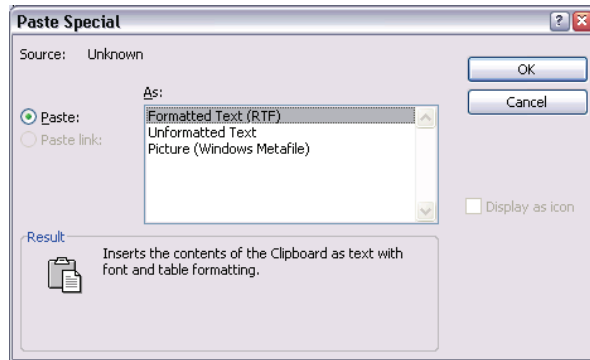 Paste Special
Source: Unknown
As:
Paste:
Paste link:
Formatted Text (RTF)
Unformatted Text
Picture (Windows Metafile)
OK
Cancel
Display as icon
Result
Inserts the contents of the Clipboard as text with
font and table formatting.